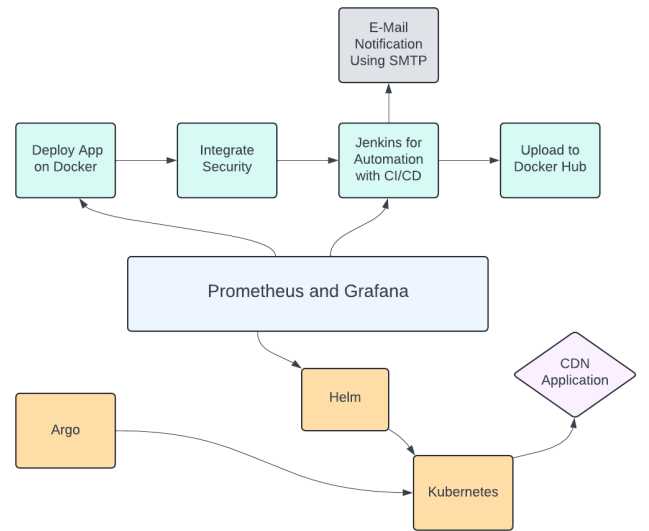 E-Mail
Notification
Using SMTP
Deploy App
on Docker
Integrate
Security
Jenkins for
Automation
with CI/CD
Upload to
Docker Hub
Prometheus and Grafana
CDN
Application
Helm
Argo
Kubernetes